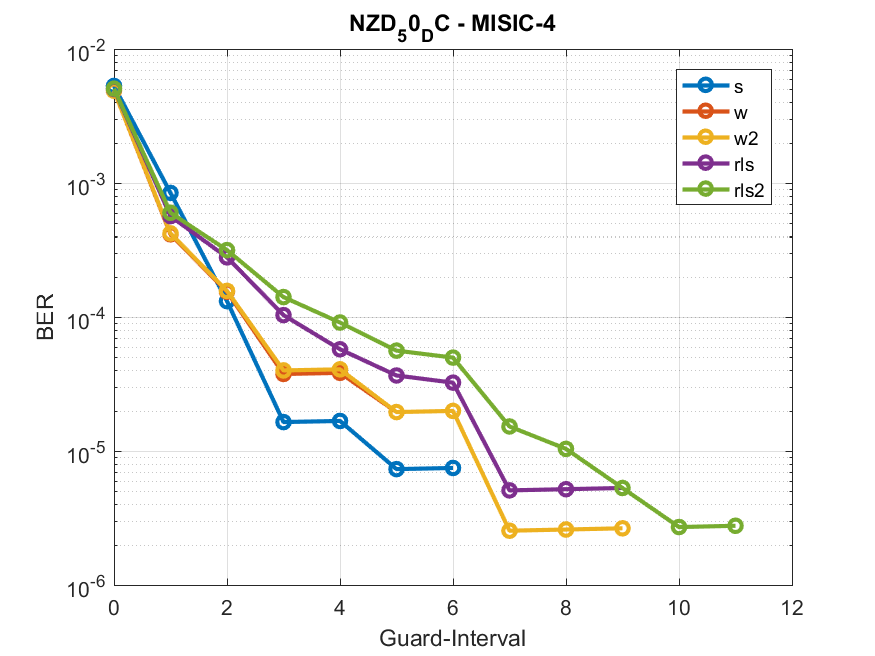 NZD₅0_DC - MISIC-4
s
w
w2
rls
rls2
BER
10⁻²
10⁻³
10⁻⁴
10⁻⁵
10⁻⁶
0 2 4 6 8 10 12
Guard-Interval